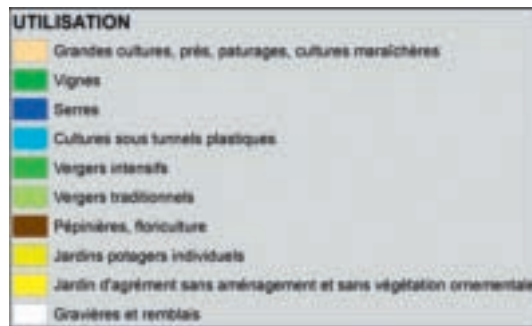 UTILISATION
Grandes cultures, prés, paturages, cultures maraîchères
Vignes
Serres
Cultures sous tunnels plastiques
Vergers intensifs
Vergers traditionnels
Pépinières, floriculture
Jardins potagers individuels
Jardin d'agrément sans aménagement et sans végétation ornementale
Gravières et remblais